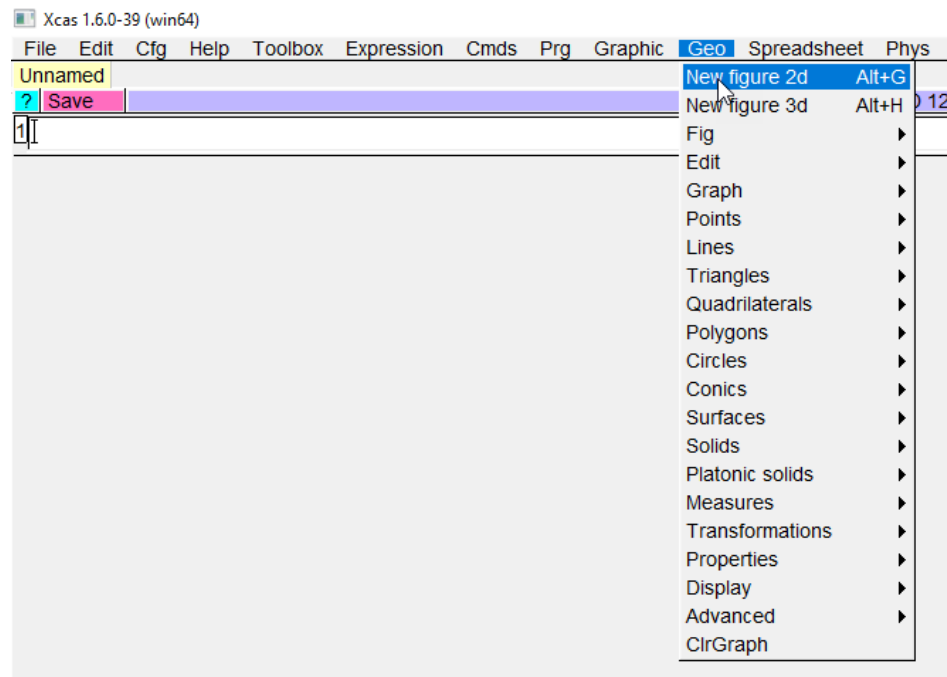 Xcas 1.6.0-39 (win64)
File Edit Cfg Help Toolbox Expression Cmds Prg Graphic Geo Spreadsheet Phys
Unnamed
? Save
1
New figure 2d Alt+G
New figure 3d Alt+H
Fig
Edit
Graph
Points
Lines
Triangles
Quadrilaterals
Polygons
Circles
Conics
Surfaces
Solids
Platonic solids
Measures
Transformations
Properties
Display
Advanced
ClrGraph